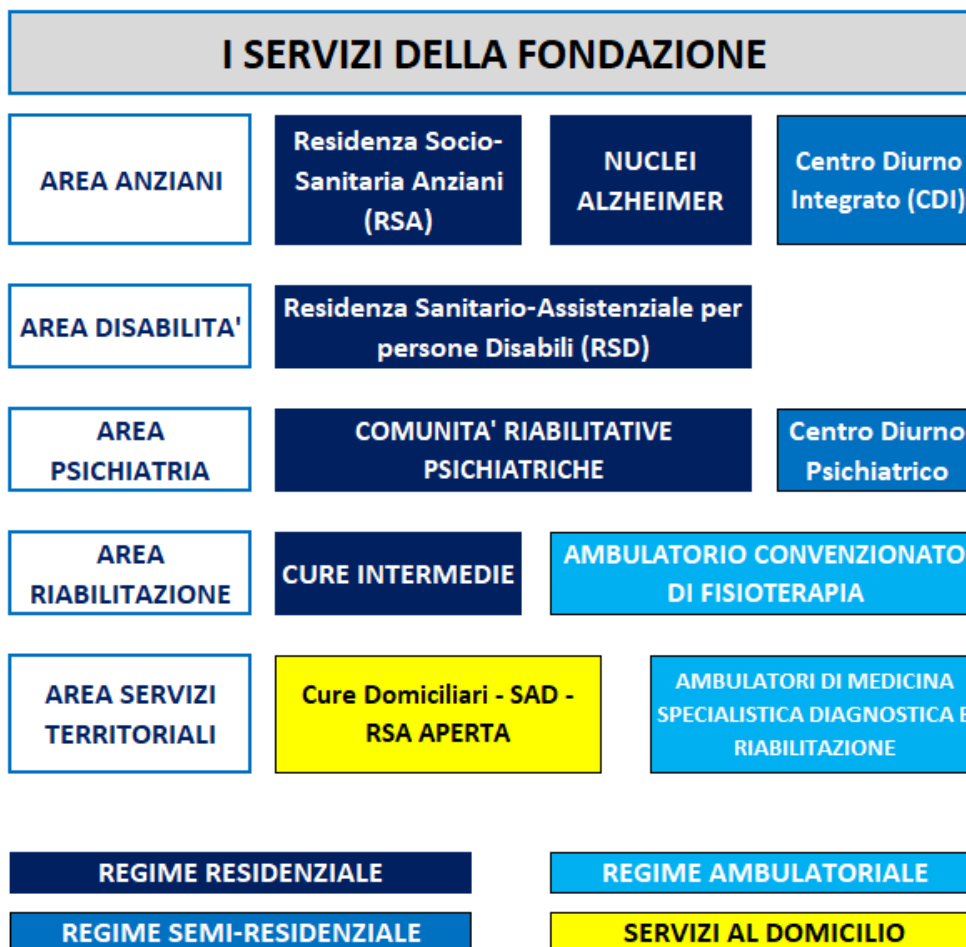 I SERVIZI DELLA FONDAZIONE
AREA ANZIANI
Residenza Socio-
Sanitaria Anziani
(RSA)
NUCLEI
ALZHEIMER
Centro Diurno
Integrato (CDI)
AREA DISABILITA'
Residenza Sanitario-Assistenziale per
persone Disabili (RSD)
AREA
PSICHIATRIA
COMUNITA' RIABILITATIVE
PSICHIATRICHE
Centro Diurno
Psichiatrico
AREA
RIABILITAZIONE
CURE INTERMEDIE
AMBULATORIO CONVENZIONATO
DI FISIOTERAPIA
AREA SERVIZI
TERRITORIALI
Cure Domiciliari - SAD -
RSA APERTA
AMBULATORI DI MEDICINA
SPECIALISTICA DIAGNOSTICA E
RIABILITAZIONE
REGIME RESIDENZIALE
REGIME AMBULATORIALE
REGIME SEMI-RESIDENZIALE
SERVIZI AL DOMICILIO